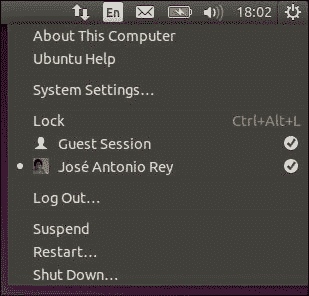 En 18:02
About This Computer
Ubuntu Help
System Settings…
Lock Ctrl+Alt+L
Guest Session
José Antonio Rey
Log Out…
Suspend
Restart…
Shut Down…